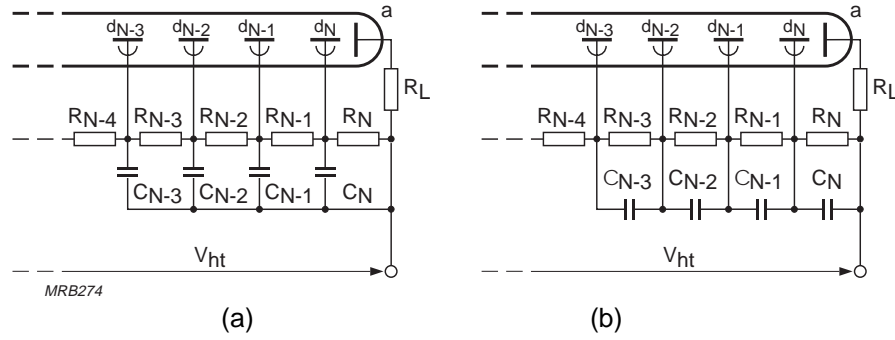 a
dN-3 dN-2 dN-1 dN
RL
RN-4 RN-3 RN-2 RN-1 RN
CN-3 CN-2 CN-1 CN
Vht
MRB274
(a)
a
dN-3 dN-2 dN-1 dN
RL
RN-4 RN-3 RN-2 RN-1 RN
CN-3 CN-2 CN-1 CN
Vht
(b)